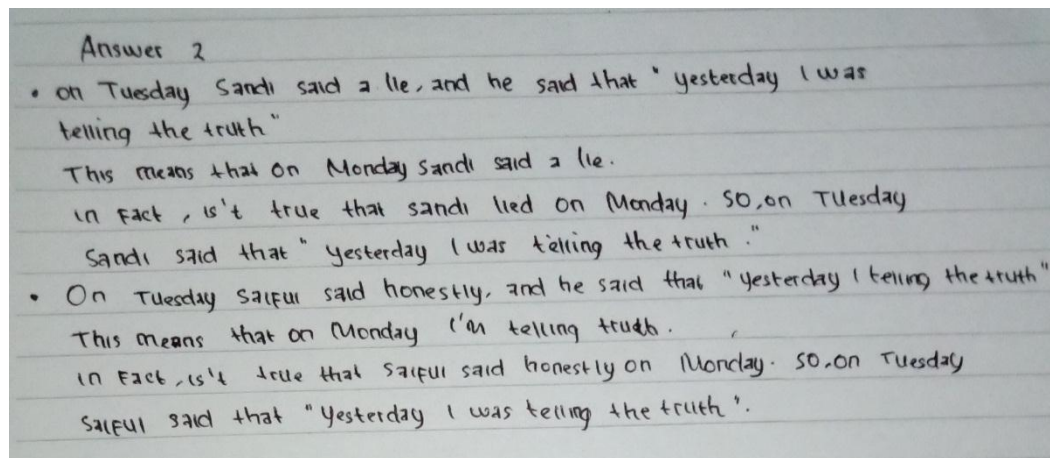 Answer 2
• on Tuesday Sandi said a lie, and he said that "yesterday I was
telling the truth"
This means that on Monday Sandi said a lie.
in Fact, is't true that sandi lied on Monday. So, on Tuesday
Sandi said that "yesterday I was telling the truth."
• On Tuesday Saiful said honestly, and he said that "yesterday I telling the truth"
This means that on Monday I'm telling truth.
in Fact, is't true that Saiful said honestly on Monday. So, on Tuesday
Saiful said that "yesterday I was telling the truth".